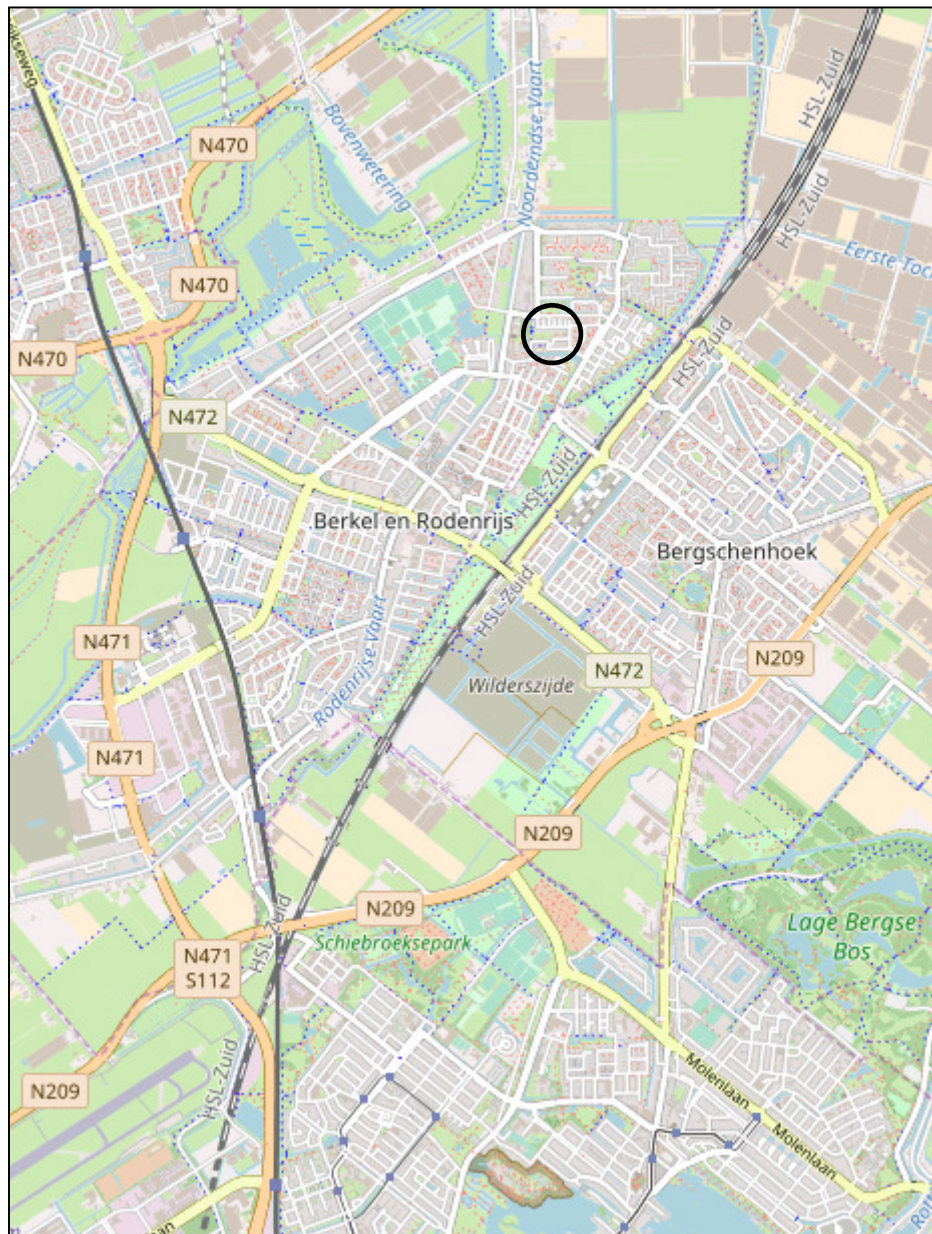 HSL-Zuid
N470
Bovenwetering
Noordendse Vaart
HSL-Zuid
Eerste Toch
N470
N470
HSL-Zuid
N472
HSL-Zuid
Berkel en Rodenrijs
Bergschenhoek
HSL-Zuid
N471
Rodenrijse Vaart
N472
N209
Wilderszijde
N471
N209
N209
HSL-Zuid
Schiebroeksepark
Lage Bergse
Bos
N471
S112
HSL-Zuid
N209
Molenlaan
Molenlaan